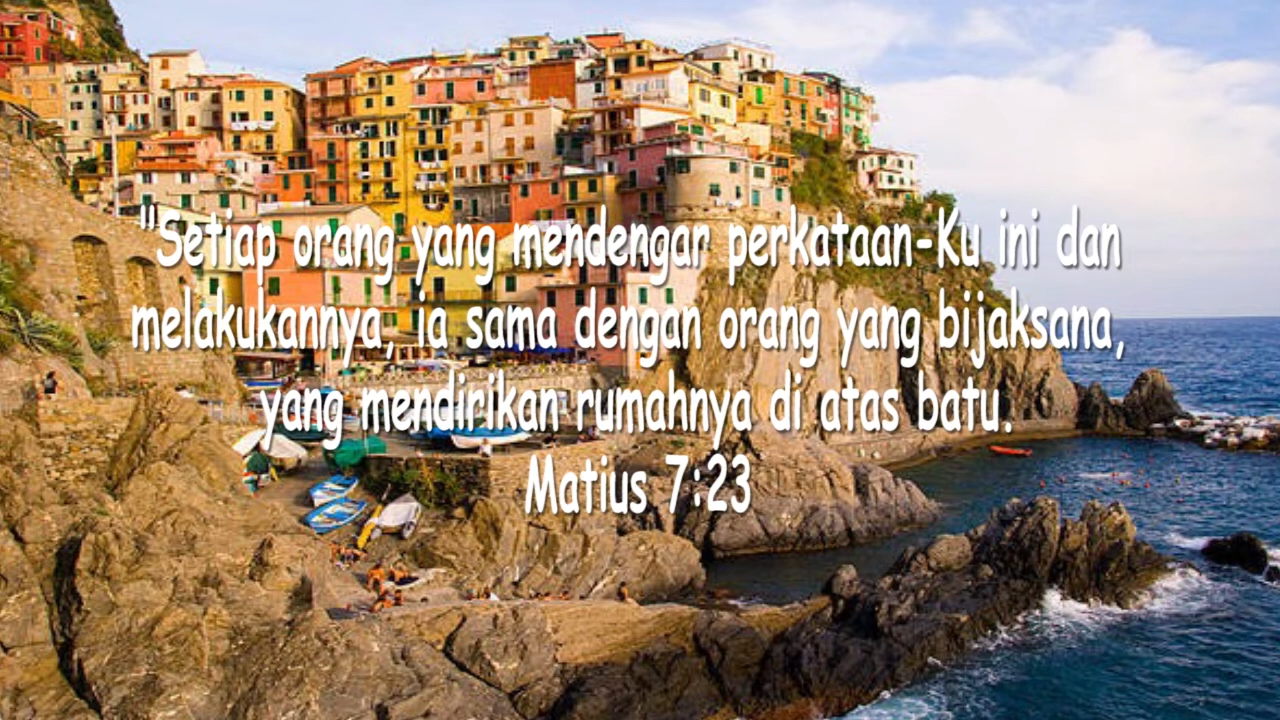 "Setiap orang yang mendengar perkataan-Ku ini dan
melakukannya, ia sama dengan orang yang bijaksana,
yang mendirikan rumahnya di atas batu.
Matius 7:23